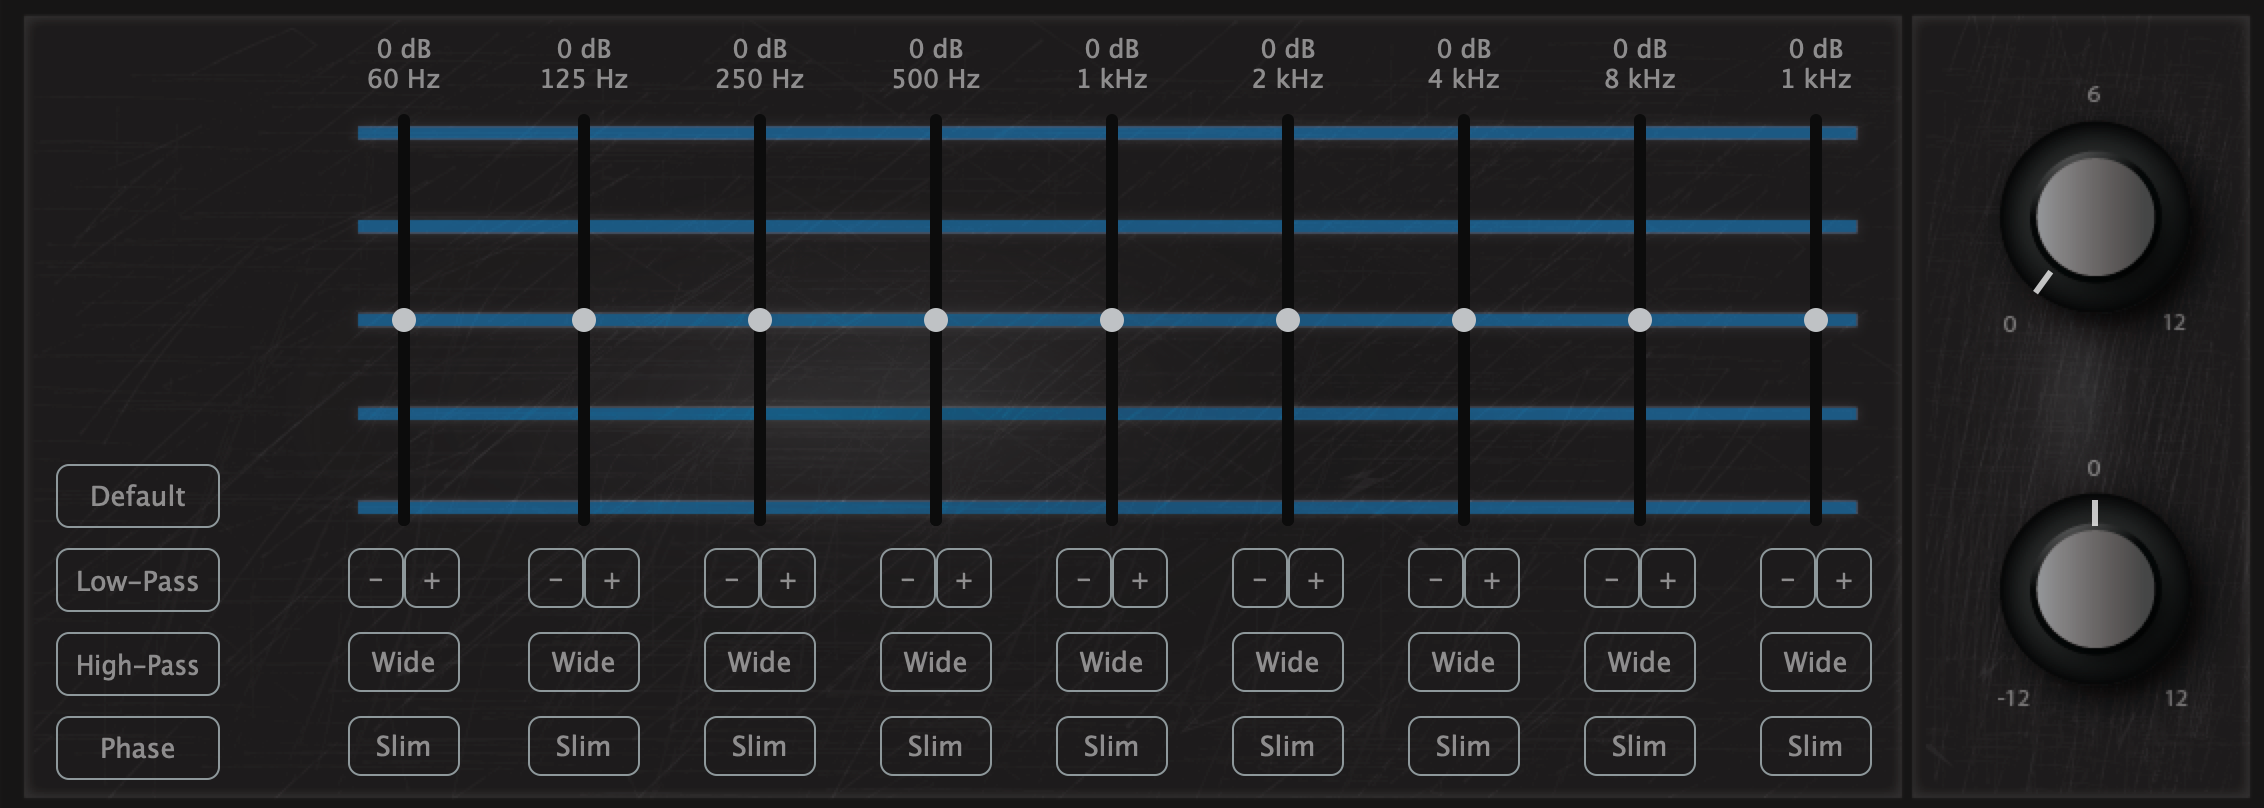 0 dB 0 dB 0 dB 0 dB 0 dB 0 dB 0 dB 0 dB 0 dB
60 Hz 125 Hz 250 Hz 500 Hz 1 kHz 2 kHz 4 kHz 8 kHz 1 kHz
6
0 12
Default
0
Low-Pass - + - + - + - + - + - + - + - + - +
High-Pass Wide Wide Wide Wide Wide Wide Wide Wide Wide
-12 12
Phase Slim Slim Slim Slim Slim Slim Slim Slim Slim